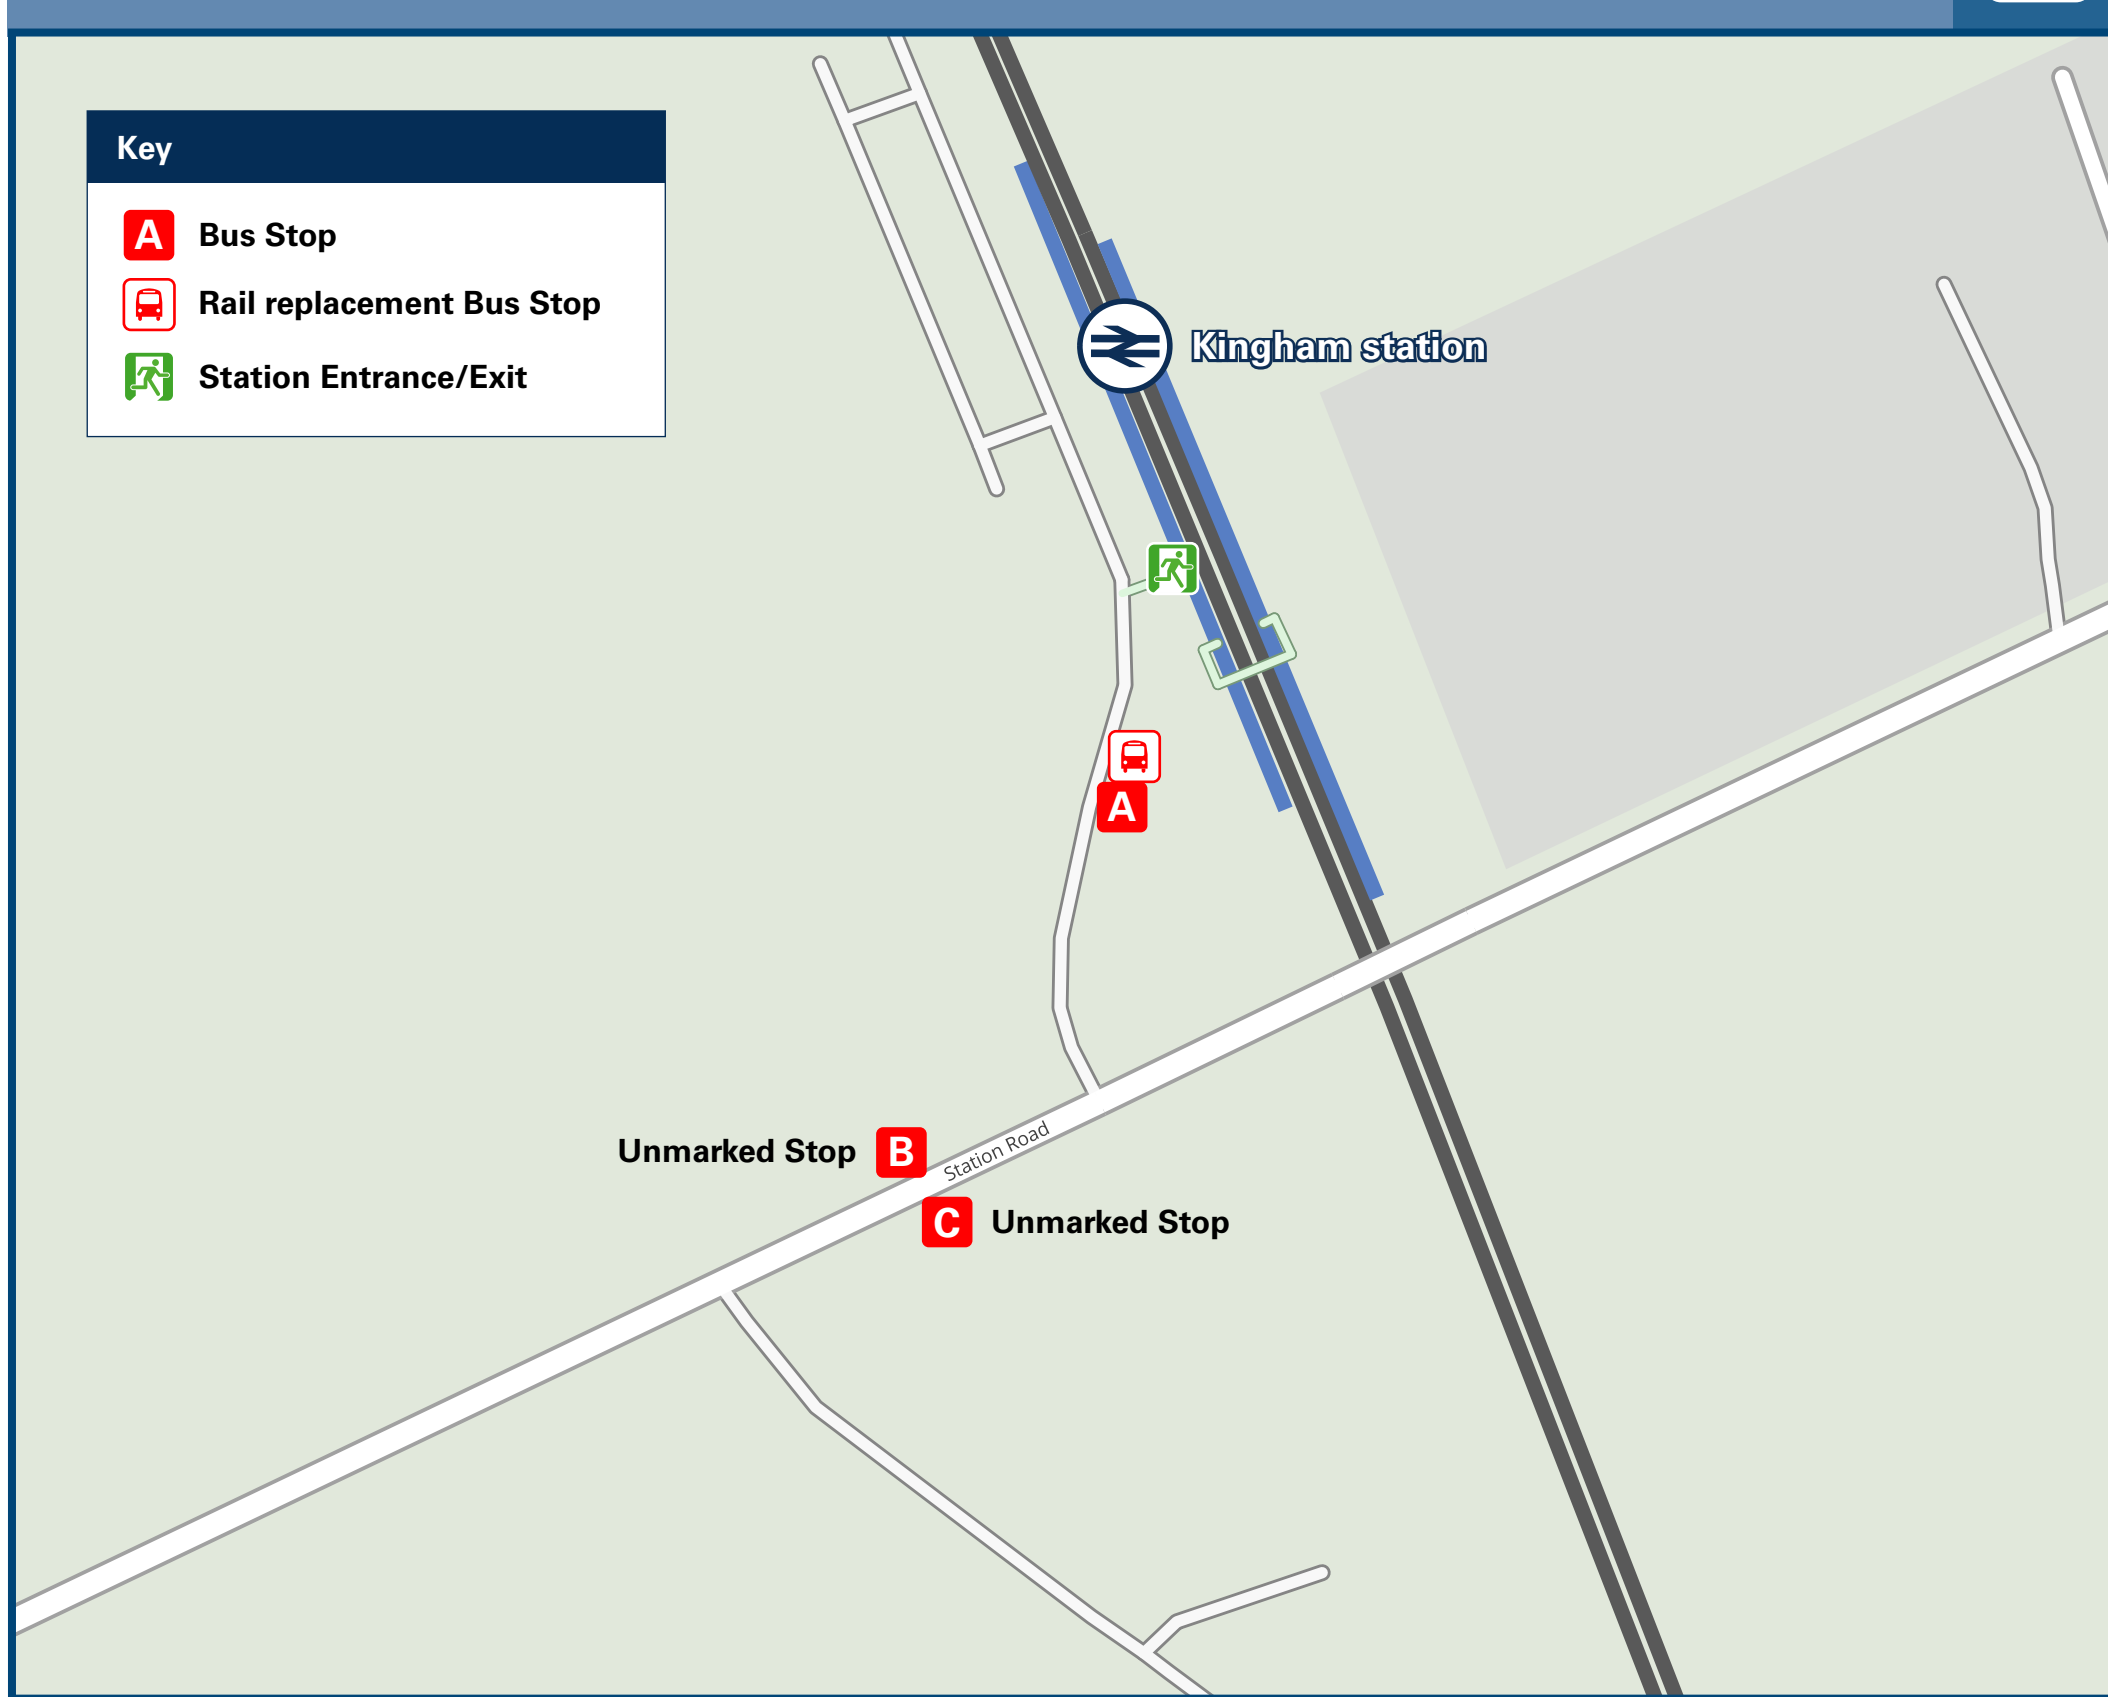 Key
A Bus Stop
Rail replacement Bus Stop
Station Entrance/Exit
Kingham station
A
Station Road
Unmarked Stop B
C Unmarked Stop